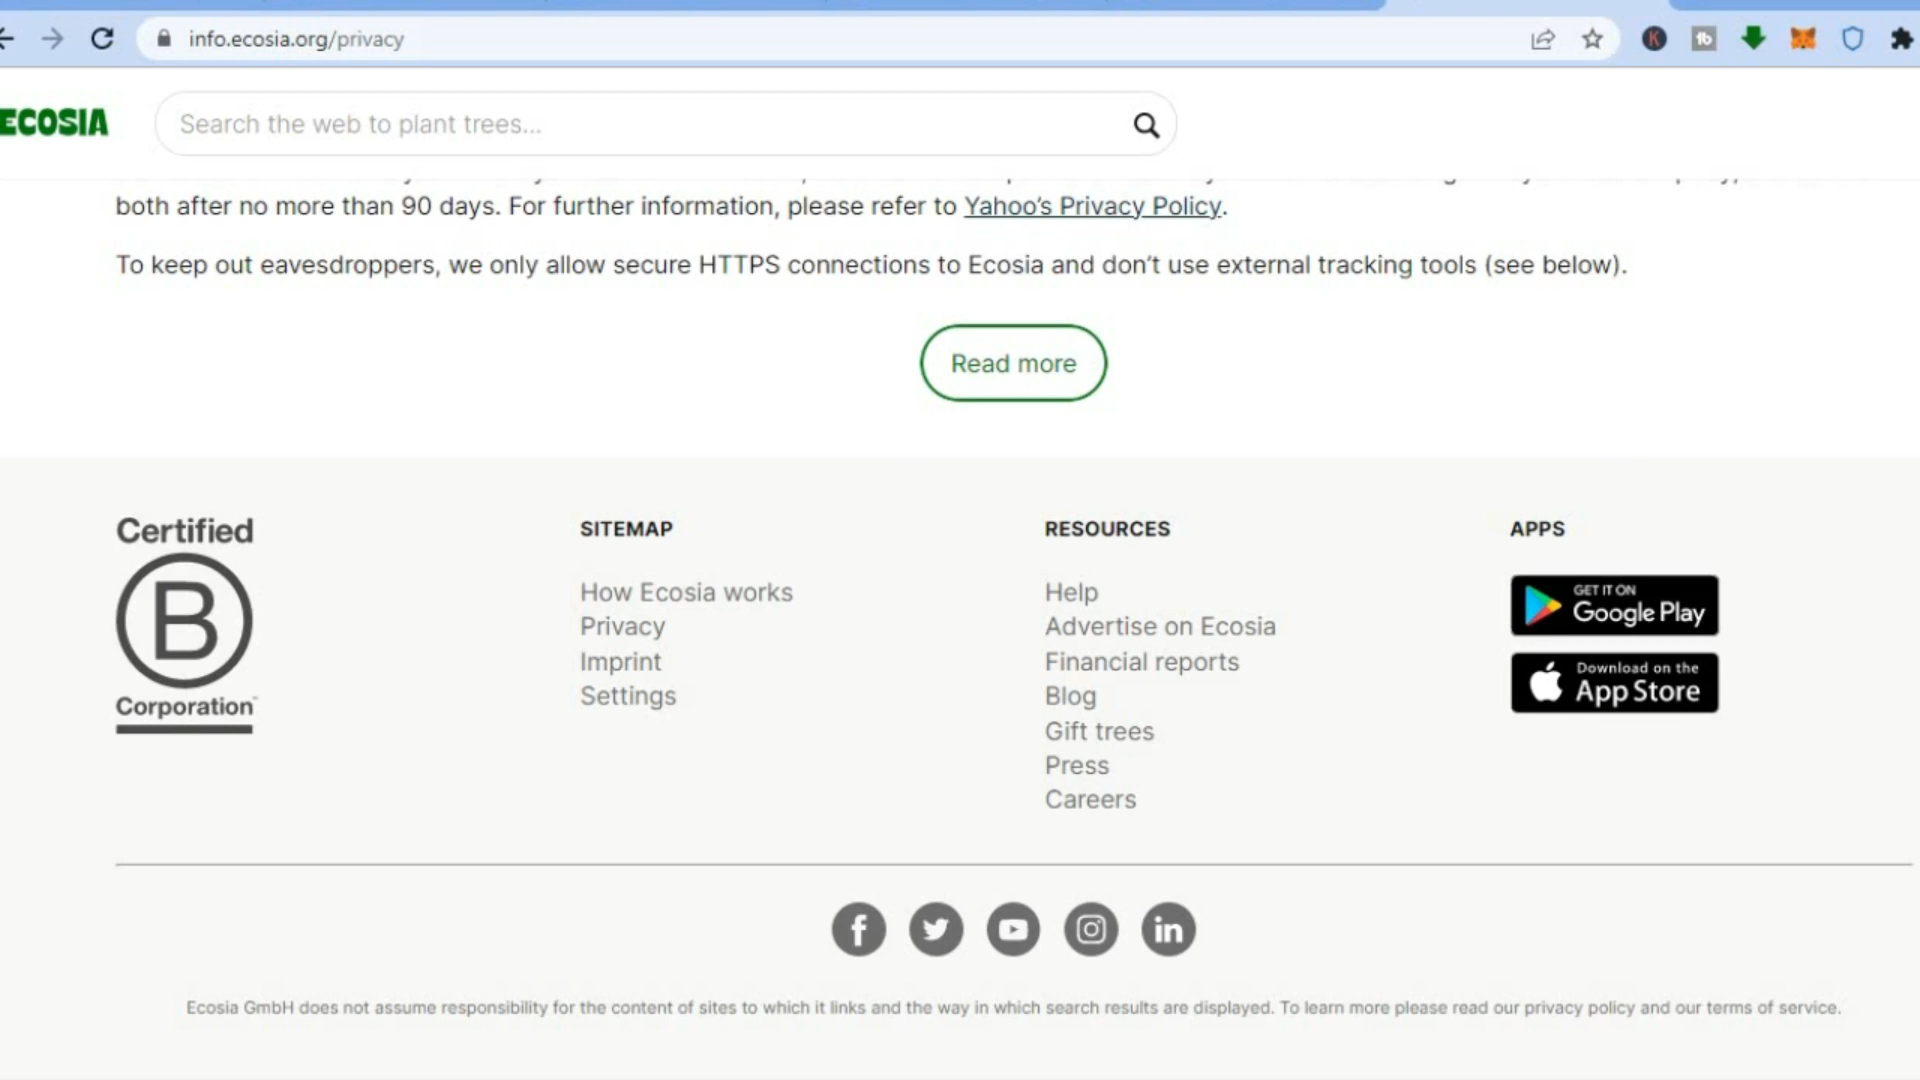 info.ecosia.org/privacy
ECOSIA
Search the web to plant trees...
both after no more than 90 days. For further information, please refer to Yahoo's Privacy Policy.
To keep out eavesdroppers, we only allow secure HTTPS connections to Ecosia and don't use external tracking tools (see below).
Read more
Certified
B
Corporation
SITEMAP
How Ecosia works
Privacy
Imprint
Settings
RESOURCES
Help
Advertise on Ecosia
Financial reports
Blog
Gift trees
Press
Careers
APPS
GET IT ON
Google Play
Download on the
App Store
Ecosia GmbH does not assume responsibility for the content of sites to which it links and the way in which search results are displayed. To learn more please read our privacy policy and our terms of service.